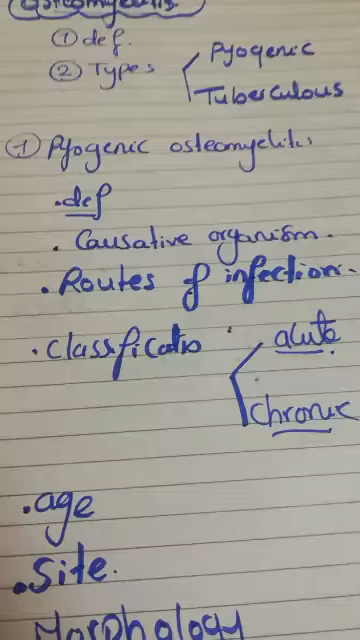 Osteomyelitis.
① def.
② Types
Pyogenic
Tuberculous
① Pyogenic osteomyelitis
. def
. Causative organism.
. Routes of infection.
. Classificatio :
acute
chronic
. age
. Site.
Morphology